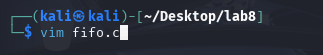 ┌──(kali㉿kali)-[~/Desktop/lab8]
└─$ vim fifo.c